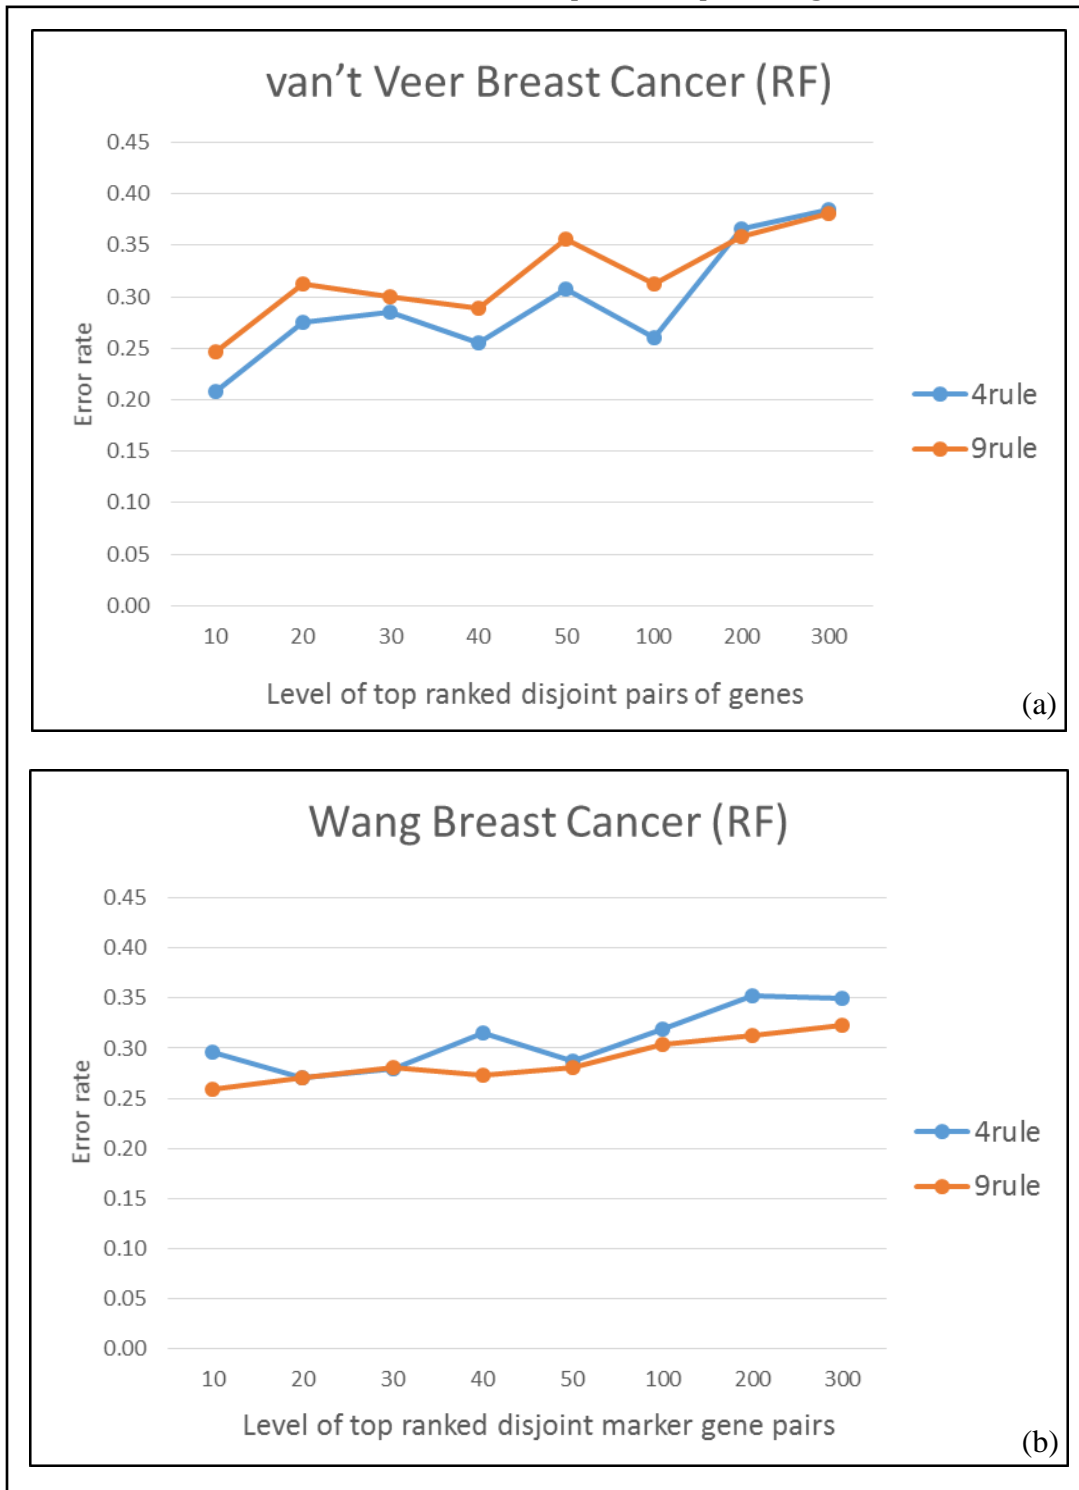 van't Veer Breast Cancer (RF)
0.45
0.40
0.35
0.30
0.25
0.20
0.15
0.10
0.05
0.00
Error rate
10 20 30 40 50 100 200 300
Level of top ranked disjoint pairs of genes
4rule
9rule
(a)
Wang Breast Cancer (RF)
0.45
0.40
0.35
0.30
0.25
0.20
0.15
0.10
0.05
0.00
Error rate
10 20 30 40 50 100 200 300
Level of top ranked disjoint marker gene pairs
4rule
9rule
(b)